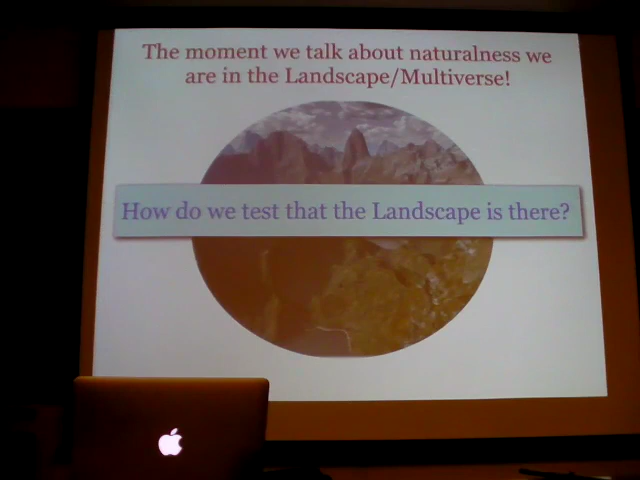 The moment we talk about naturalness we
are in the Landscape/Multiverse!
How do we test that the Landscape is there?